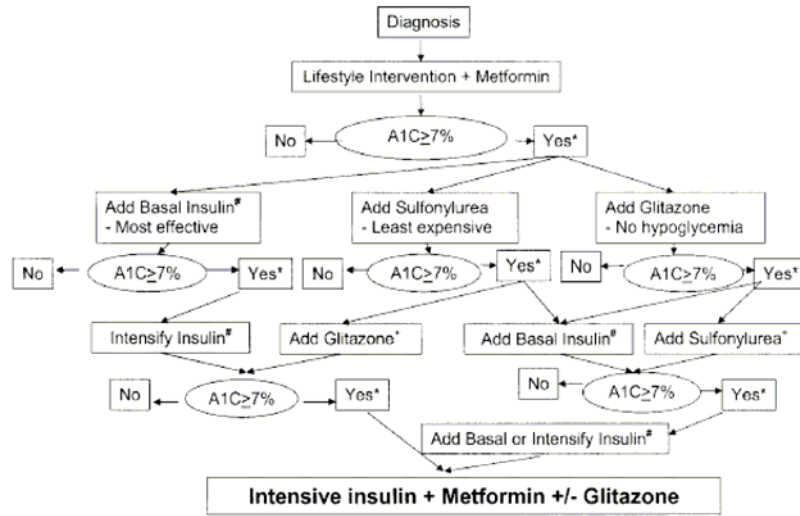 Diagnosis
Lifestyle Intervention + Metformin
No
A1C≥7%
Yes*
Add Basal Insulin#
- Most effective
Add Sulfonylurea
- Least expensive
Add Glitazone
- No hypoglycemia
No
A1C≥7%
Yes*
No
A1C≥7%
Yes*
No
A1C≥7%
Yes*
Intensify Insulin#
Add Glitazone+
Add Basal Insulin#
Add Sulfonylurea+
No
A1C≥7%
Yes*
No
A1C≥7%
Yes*
Add Basal or Intensify Insulin#
Intensive insulin + Metformin +/- Glitazone